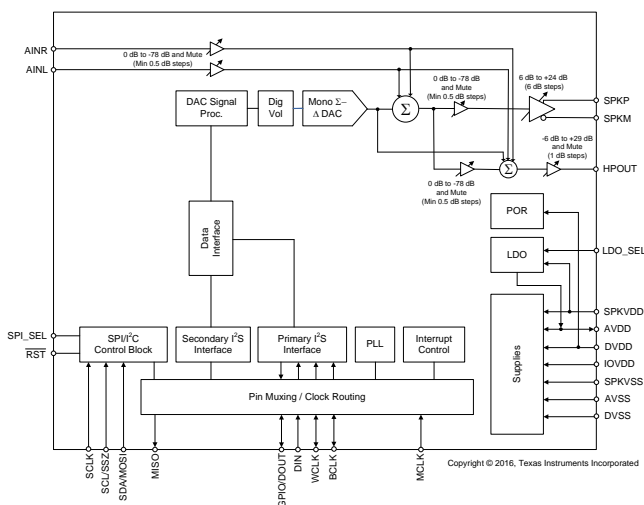 AINR
AINL
0 dB to -78 dB and Mute
(Min 0.5 dB steps)
DAC Signal
Proc.
Dig
Vol
Mono Σ-
Δ DAC
Σ
0 dB to -78 dB
and Mute
(Min 0.5 dB steps)
6 dB to +24 dB
(6 dB steps)
SPKP
SPKM
-6 dB to +29 dB
and Mute
(1 dB steps)
Σ
HPOUT
0 dB to -78 dB
and Mute
(Min 0.5 dB steps)
POR
Data
Interface
LDO
LDO_SEL
Supplies
SPKVDD
AVDD
DVDD
IOVDD
SPKVSS
AVSS
DVSS
SPI_SEL
RST
SPI/I²C
Control Block
Secondary I²S
Interface
Primary I²S
Interface
PLL
Interrupt
Control
Pin Muxing / Clock Routing
SCLK
SCL/SSZ
SDA/MOSI
MISO
GPIO/DOUT
DIN
WCLK
BCLK
MCLK
Copyright © 2016, Texas Instruments Incorporated